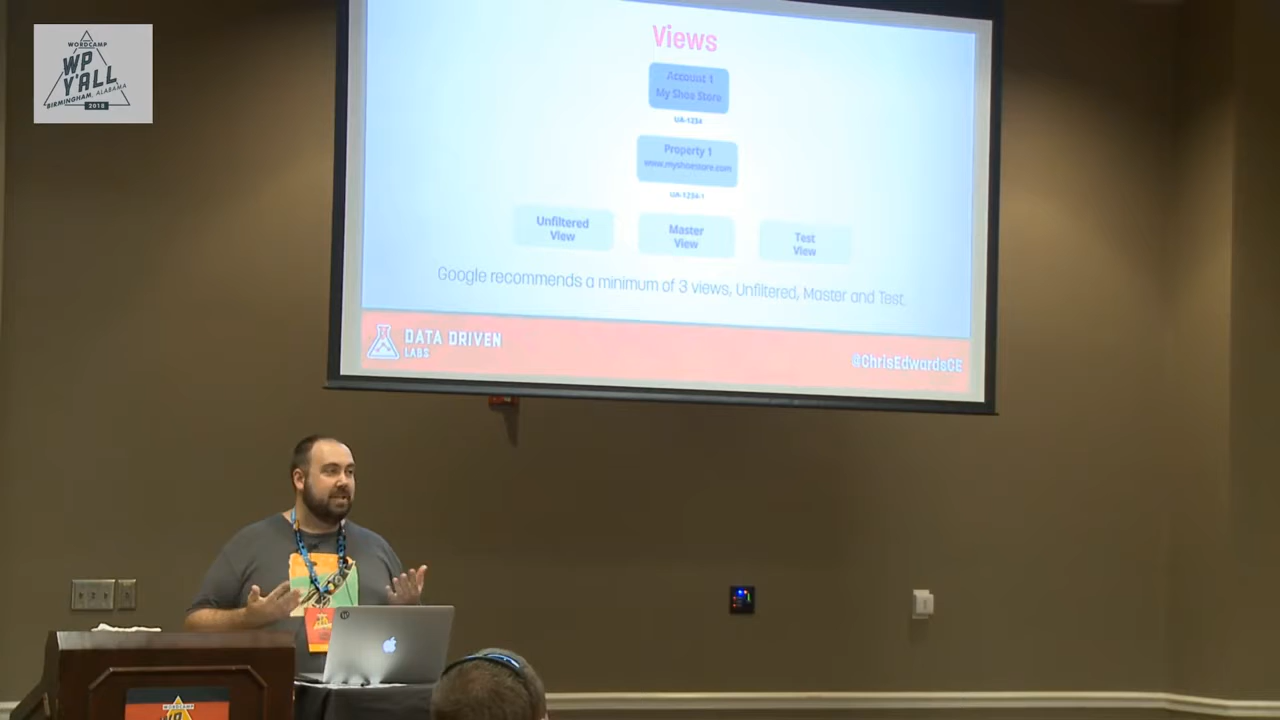 WORDCAMP
WP
Y'ALL
BIRMINGHAM, ALABAMA
2018
Views
Account 1
My Shoe Store
UA-1234
Property 1
www.myshoestore.com
UA-1234-1
Unfiltered
View
Master
View
Test
View
Google recommends a minimum of 3 views, Unfiltered, Master and Test.
DATA DRIVEN
LABS
@ChrisEdwardsCE
WORDCAMP
WP